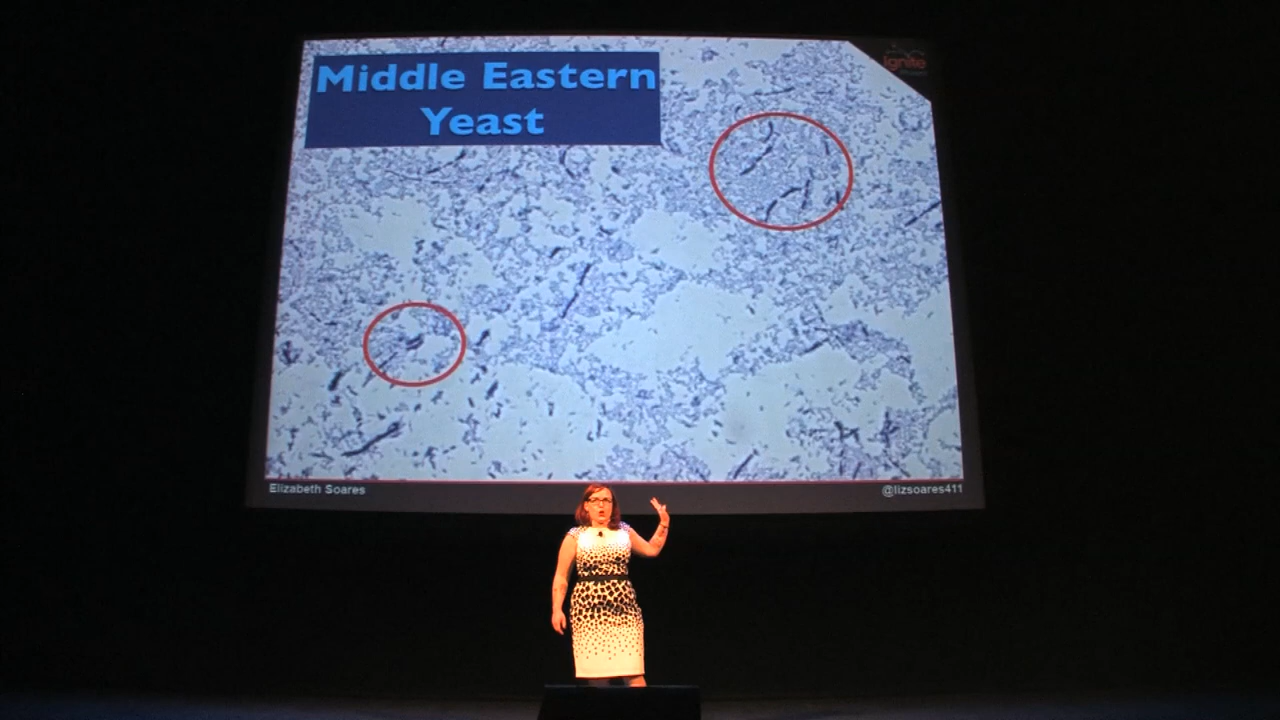 Middle Eastern
Yeast
ignite
Elizabeth Soares
@lizsoares411